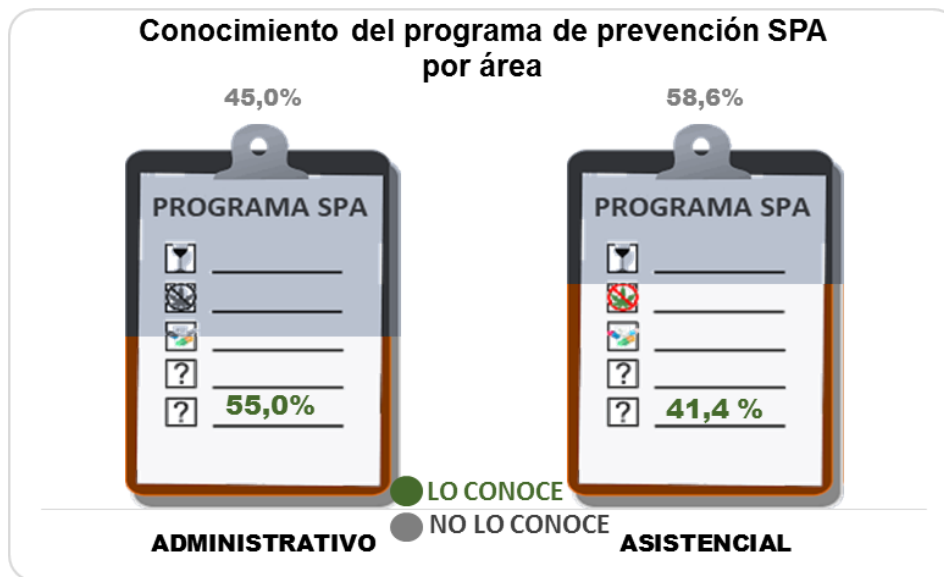 Conocimiento del programa de prevención SPA
por área
45,0%
58,6%
PROGRAMA SPA
PROGRAMA SPA
?
?
?
?
55,0%
41,4 %
LO CONOCE
NO LO CONOCE
ADMINISTRATIVO
ASISTENCIAL